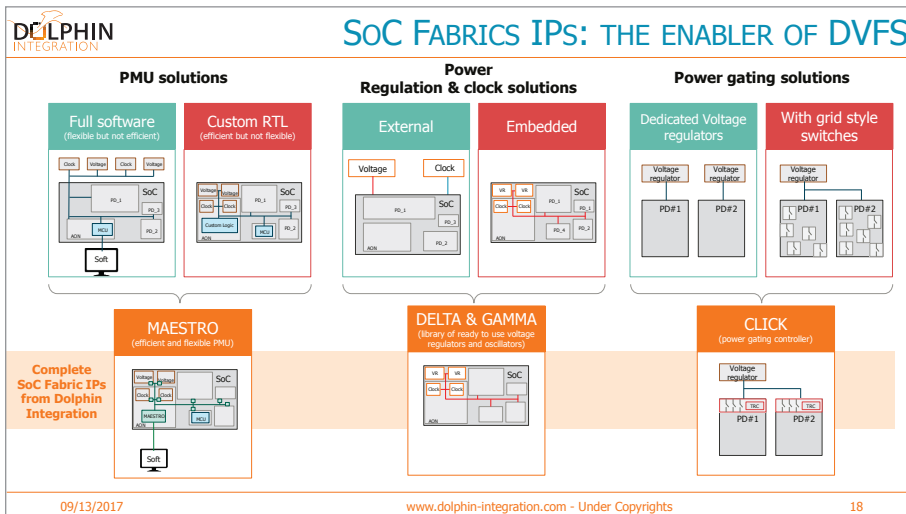 DOLPHIN
INTEGRATION
SOC FABRICS IPS: THE ENABLER OF DVFS
PMU solutions
Power
Regulation & clock solutions
Power gating solutions
Full software
(flexible but not efficient)
Clock
Voltage
Clock
Voltage
SoC
PD_1
PD_3
PD_2
MCU
AON
Soft
Custom RTL
(efficient but not flexible)
Voltage
Voltage
Clock
Clock
SoC
PD_1
PD_3
PD_2
Custom Logic
MCU
AON
External
Voltage
Clock
SoC
PD_1
PD_3
PD_2
AON
Embedded
VR
VR
Clock
Clock
SoC
PD_1
PD_1
PD_4
PD_2
AON
Dedicated Voltage
regulators
Voltage
regulator
Voltage
regulator
PD#1
PD#2
With grid style
switches
Voltage
regulator
Voltage
regulator
PD#1
PD#2
MAESTRO
(efficient and flexible PMU)
Voltage
Voltage
Clock
Clock
SoC
MAESTRO
MCU
AON
Soft
DELTA & GAMMA
(library of ready to use voltage
regulators and oscillators)
VR
VR
Clock
Clock
SoC
AON
CLICK
(power gating controller)
Voltage
regulator
TRC
TRC
PD#1
PD#2
Complete
SoC Fabric IPs
from Dolphin
Integration
09/13/2017
www.dolphin-integration.com - Under Copyrights
18